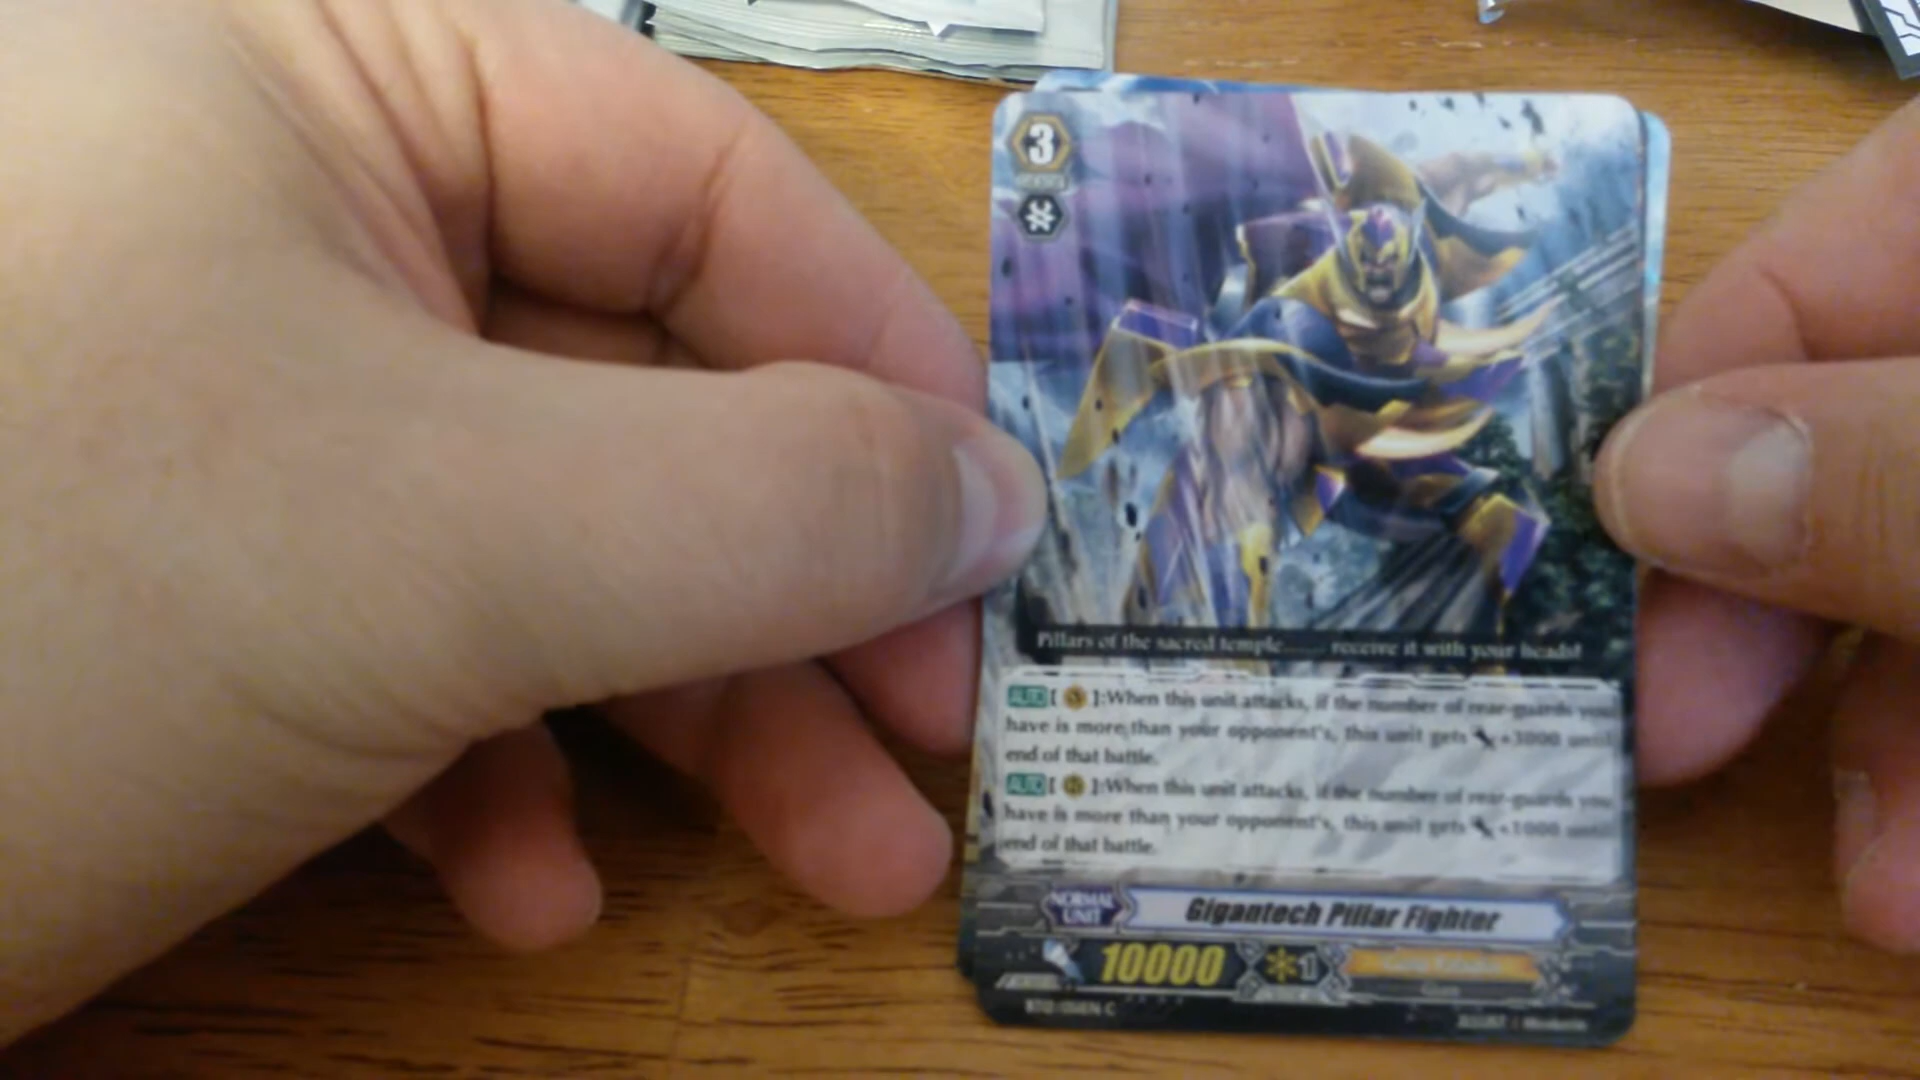 3
Pillars of the sacred temple...... receive it with your heads!
AUTO [ ]:When this unit attacks, if the number of rear-guards you
have is more than your opponent's, this unit gets +3000 until
end of that battle.
AUTO [ ]:When this unit attacks, if the number of rear-guards you
have is more than your opponent's, this unit gets +1000 until
end of that battle.
NORMAL
UNIT
Gigantech Pillar Fighter
10000
1